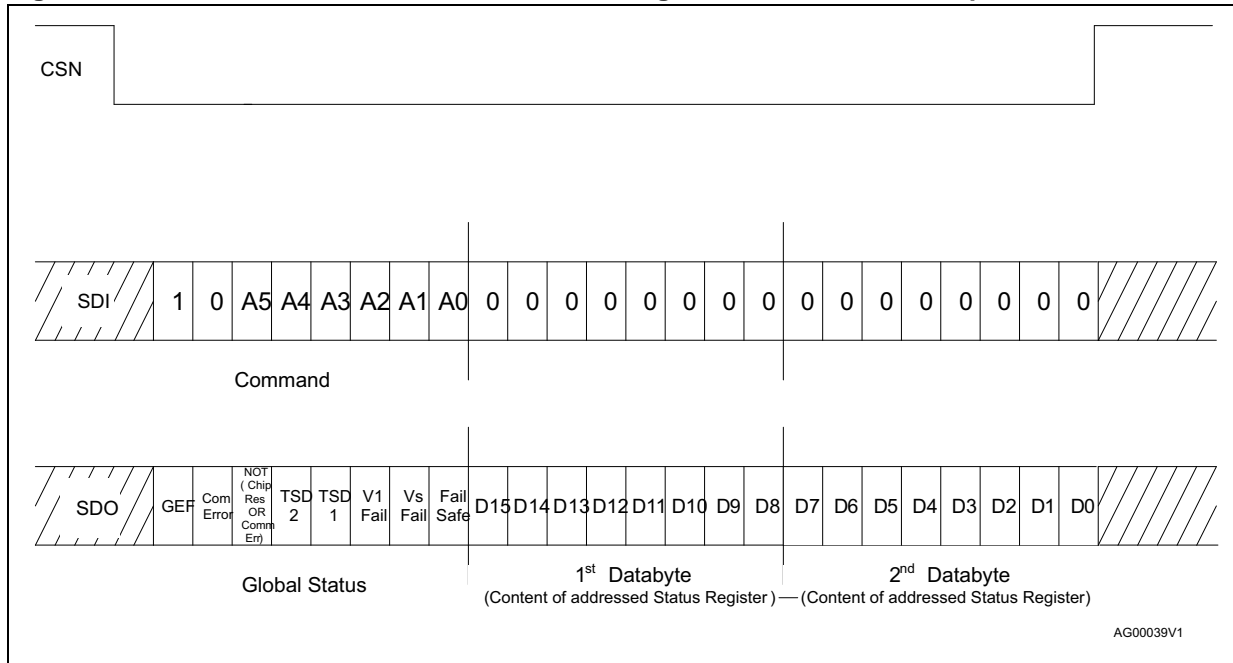 CSN
SDI 1 0 A5 A4 A3 A2 A1 A0 0 0 0 0 0 0 0 0 0 0 0 0 0 0 0 0
Command
SDO GEF Com Error NOT ( Chip Res OR Comm Err) TSD 2 TSD 1 V1 Fail Vs Fail Fail Safe D15 D14 D13 D12 D11 D10 D9 D8 D7 D6 D5 D4 D3 D2 D1 D0
Global Status
1st Databyte
(Content of addressed Status Register )
2nd Databyte
(Content of addressed Status Register)
AG00039V1